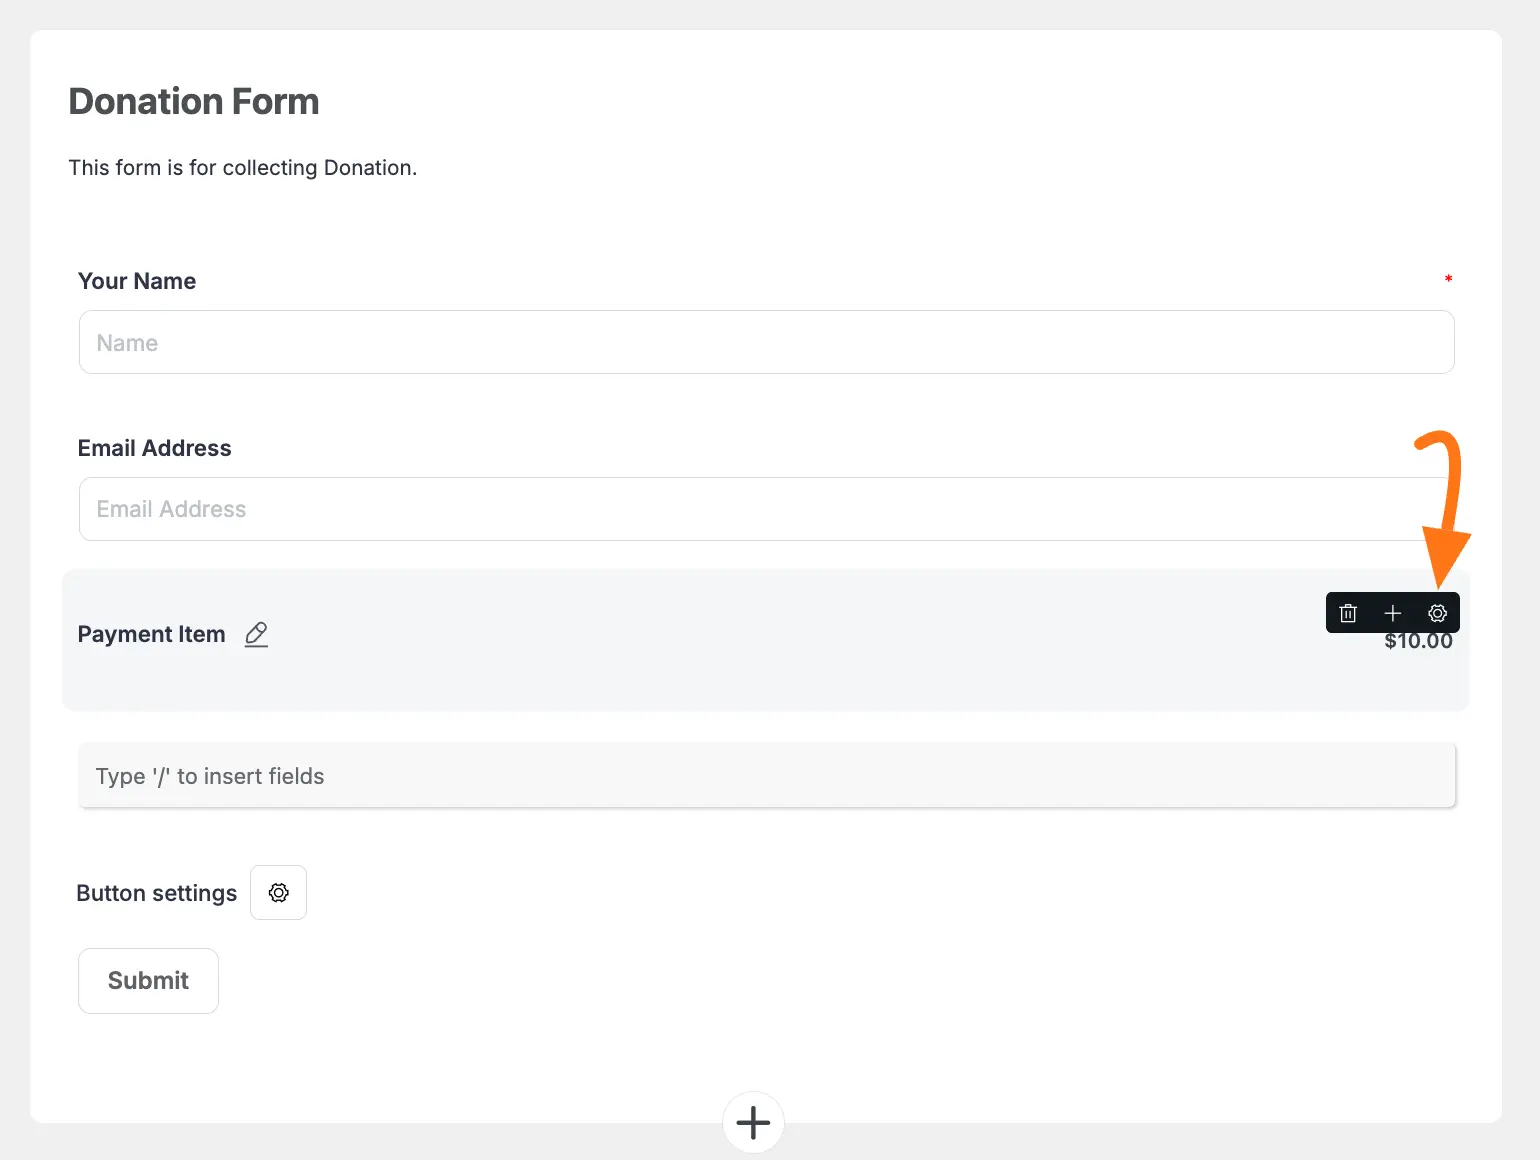 Donation Form
This form is for collecting Donation.
Your Name *
Name
Email Address
Email Address
Payment Item
$10.00
Type '/' to insert fields
Button settings
Submit